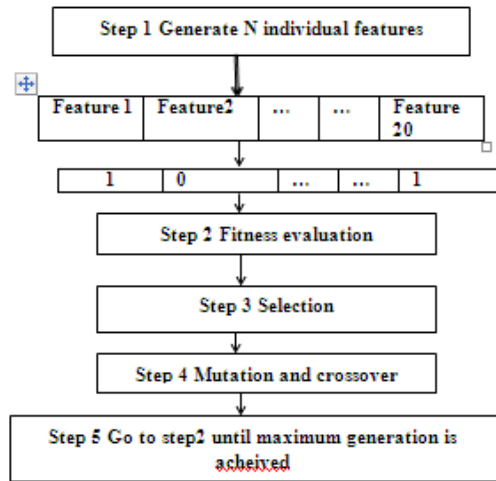 Step 1 Generate N individual features
Feature 1 Feature2 ... ... Feature
20
1 0 ... ... 1
Step 2 Fitness evaluation
Step 3 Selection
Step 4 Mutation and crossover
Step 5 Go to step2 until maximum generation is
acheived